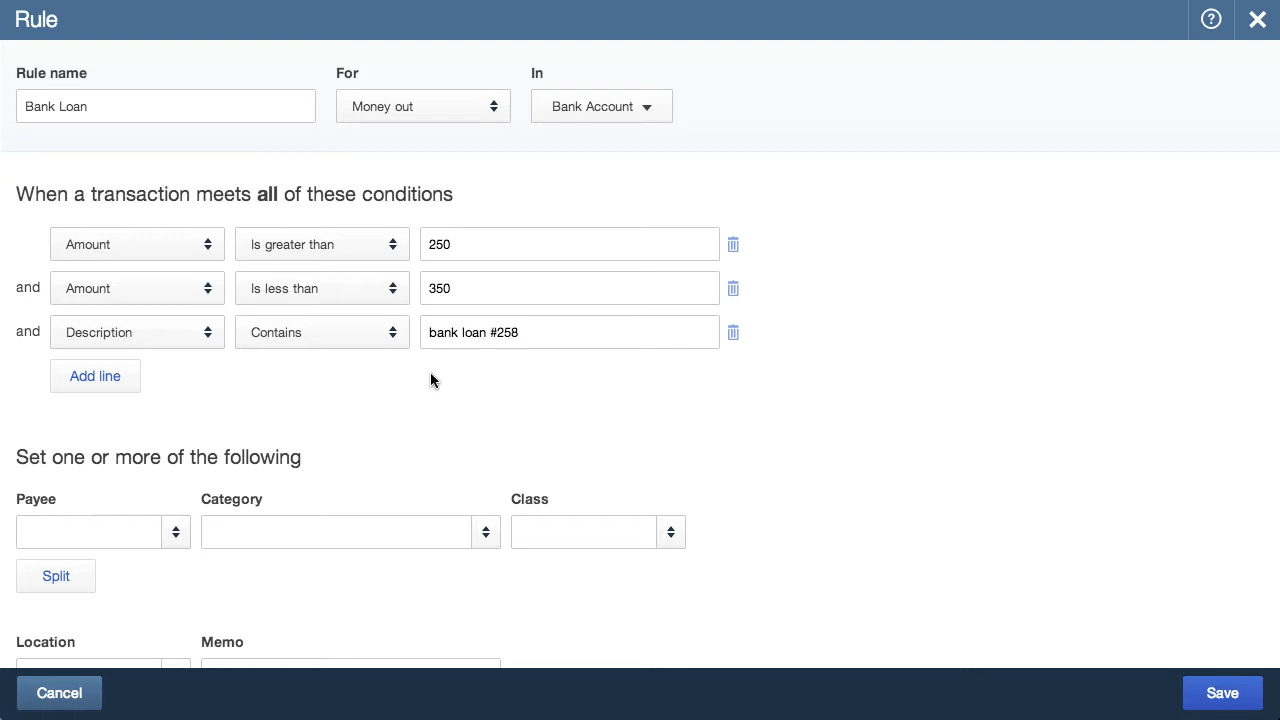 Rule
Rule name For In
Bank Loan Money out Bank Account
When a transaction meets all of these conditions
Amount Is greater than 250
and Amount Is less than 350
and Description Contains bank loan #258
Add line
Set one or more of the following
Payee Category Class
Split
Location Memo
Cancel Save